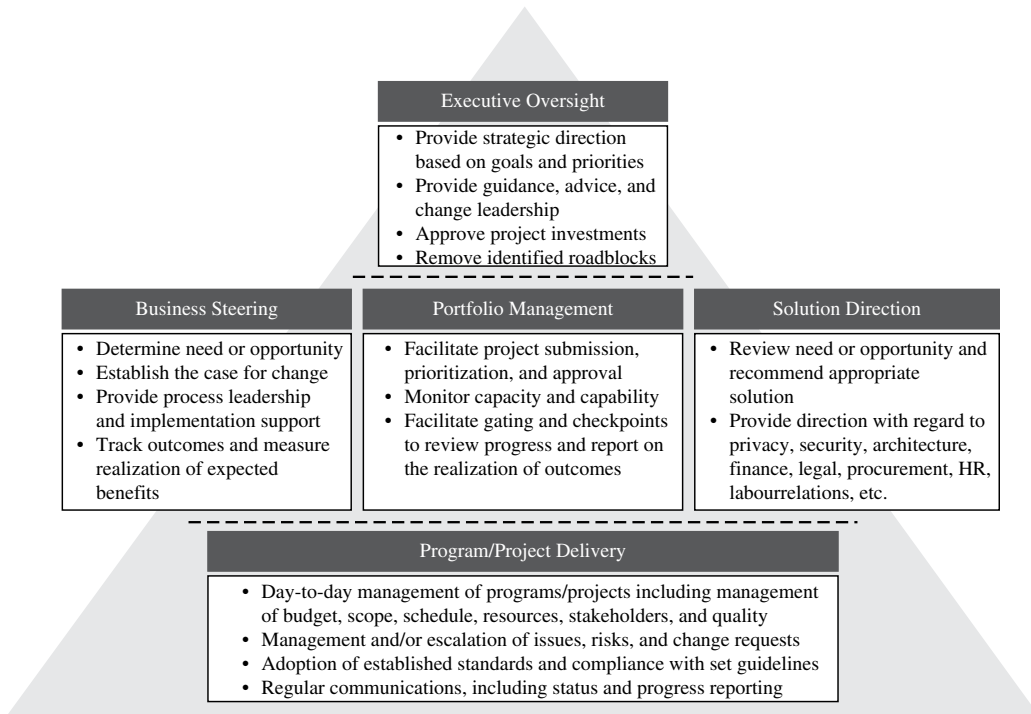 Executive Oversight
• Provide strategic direction
based on goals and priorities
• Provide guidance, advice, and
change leadership
• Approve project investments
• Remove identified roadblocks
Business Steering
• Determine need or opportunity
• Establish the case for change
• Provide process leadership
and implementation support
• Track outcomes and measure
realization of expected
benefits
Portfolio Management
• Facilitate project submission,
prioritization, and approval
• Monitor capacity and capability
• Facilitate gating and checkpoints
to review progress and report on
the realization of outcomes
Solution Direction
• Review need or opportunity and
recommend appropriate
solution
• Provide direction with regard to
privacy, security, architecture,
finance, legal, procurement, HR,
labourrelations, etc.
Program/Project Delivery
• Day-to-day management of programs/projects including management
of budget, scope, schedule, resources, stakeholders, and quality
• Management and/or escalation of issues, risks, and change requests
• Adoption of established standards and compliance with set guidelines
• Regular communications, including status and progress reporting